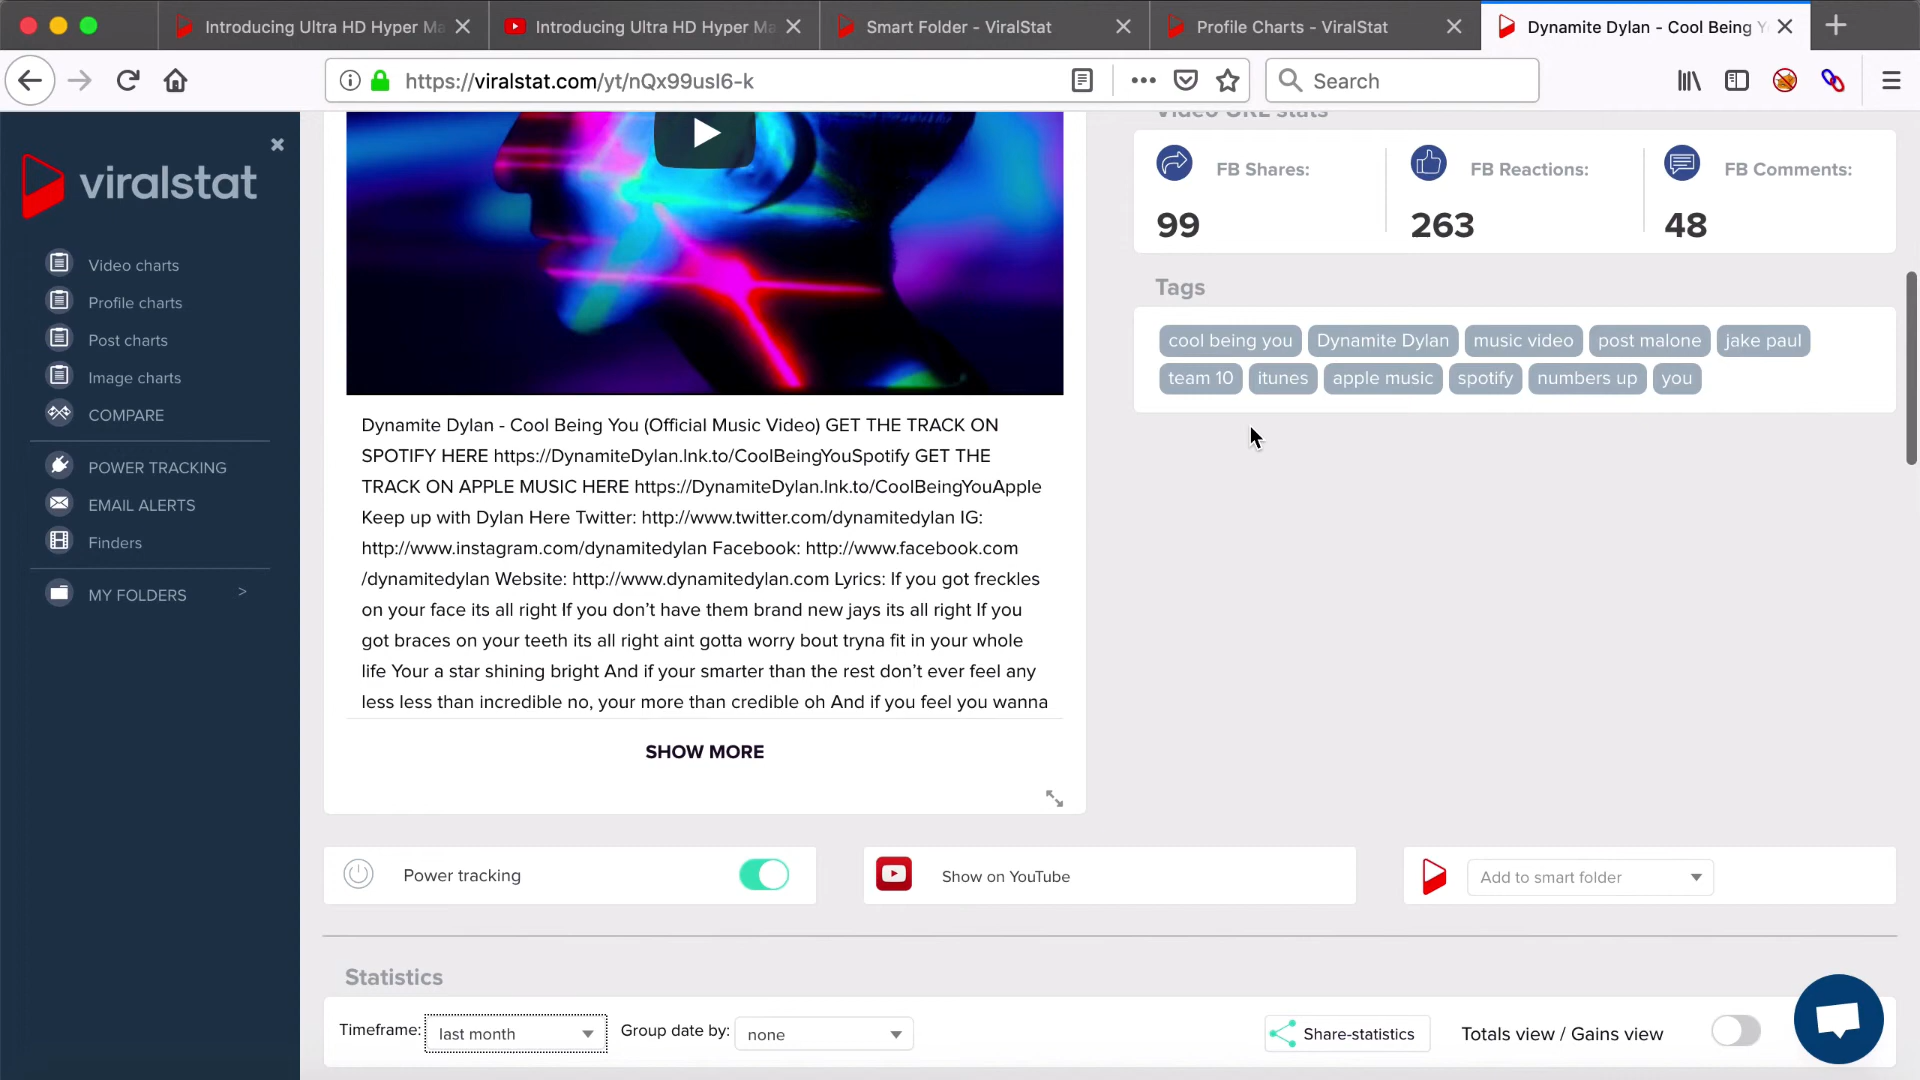 Introducing Ultra HD Hyper Ma
Introducing Ultra HD Hyper Ma
Smart Folder - ViralStat
Profile Charts - ViralStat
Dynamite Dylan - Cool Being Y
https://viralstat.com/yt/nQx99usI6-k
Search
viralstat
Video charts
Profile charts
Post charts
Image charts
COMPARE
POWER TRACKING
EMAIL ALERTS
Finders
MY FOLDERS >
Dynamite Dylan - Cool Being You (Official Music Video) GET THE TRACK ON
SPOTIFY HERE https://DynamiteDylan.lnk.to/CoolBeingYouSpotify GET THE
TRACK ON APPLE MUSIC HERE https://DynamiteDylan.lnk.to/CoolBeingYouApple
Keep up with Dylan Here Twitter: http://www.twitter.com/dynamitedylan IG:
http://www.instagram.com/dynamitedylan Facebook: http://www.facebook.com
/dynamitedylan Website: http://www.dynamitedylan.com Lyrics: If you got freckles
on your face its all right If you don’t have them brand new jays its all right If you
got braces on your teeth its all right aint gotta worry bout tryna fit in your whole
life Your a star shining bright And if your smarter than the rest don’t ever feel any
less less than incredible no, your more than credible oh And if you feel you wanna
SHOW MORE
Video URL stats
FB Shares: FB Reactions: FB Comments:
99 263 48
Tags
cool being you Dynamite Dylan music video post malone jake paul
team 10 itunes apple music spotify numbers up you
Power tracking
Show on YouTube
Add to smart folder
Statistics
Timeframe: last month Group date by: none
Share-statistics
Totals view / Gains view